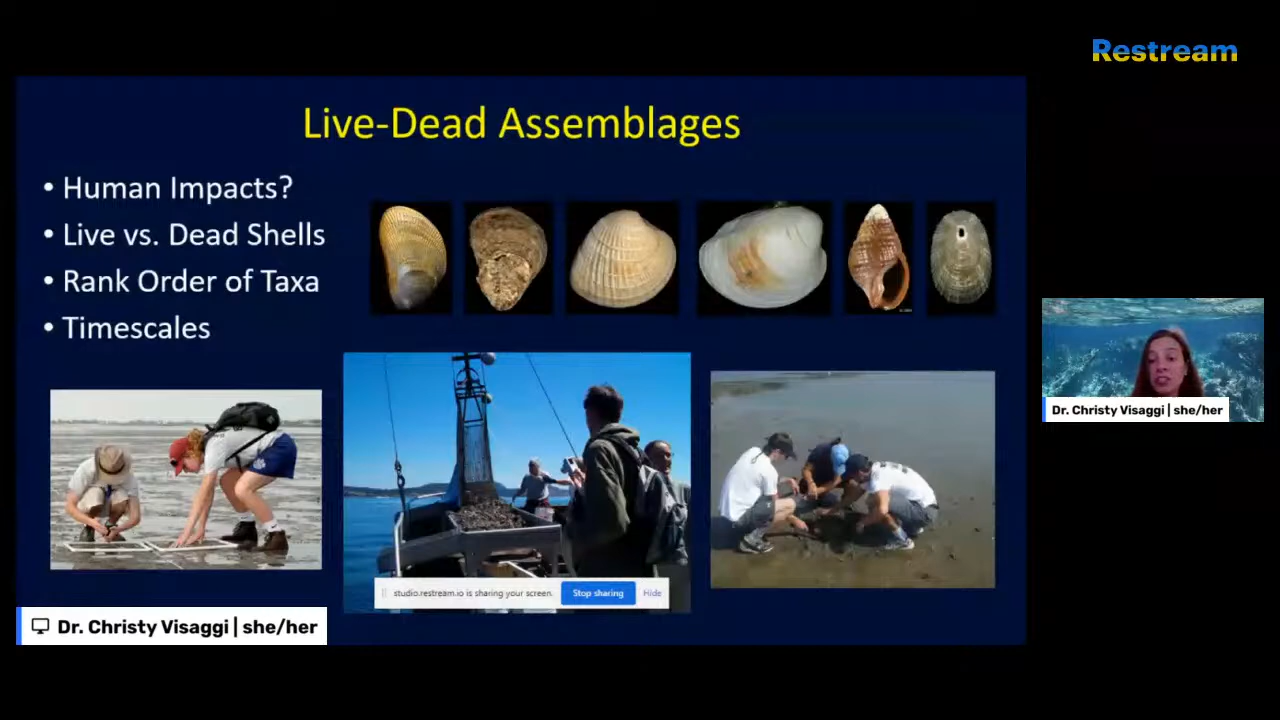 Restream
Live-Dead Assemblages
• Human Impacts?
• Live vs. Dead Shells
• Rank Order of Taxa
• Timescales
Dr. Christy Visaggi | she/her
studio.restream.io is sharing your screen.
Stop sharing
Hide
Dr. Christy Visaggi | she/her